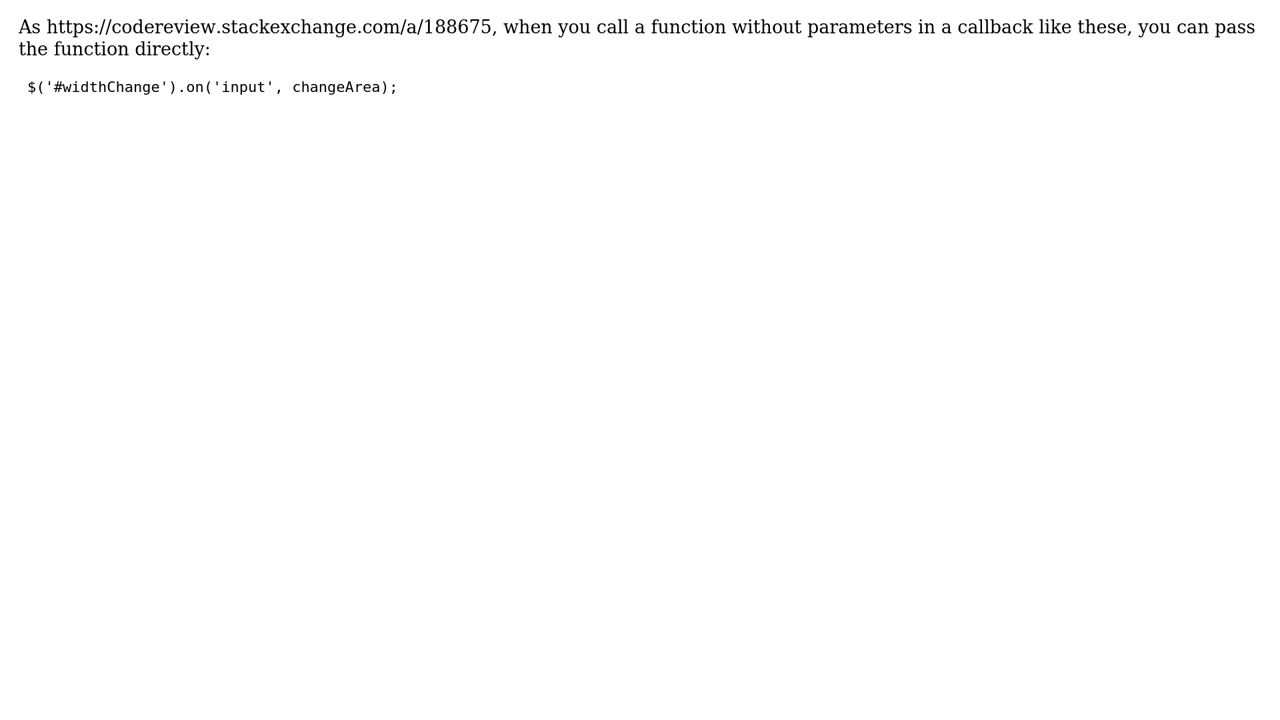 As https://codereview.stackexchange.com/a/188675, when you call a function without parameters in a callback like these, you can pass
the function directly:
$('#widthChange').on('input', changeArea);